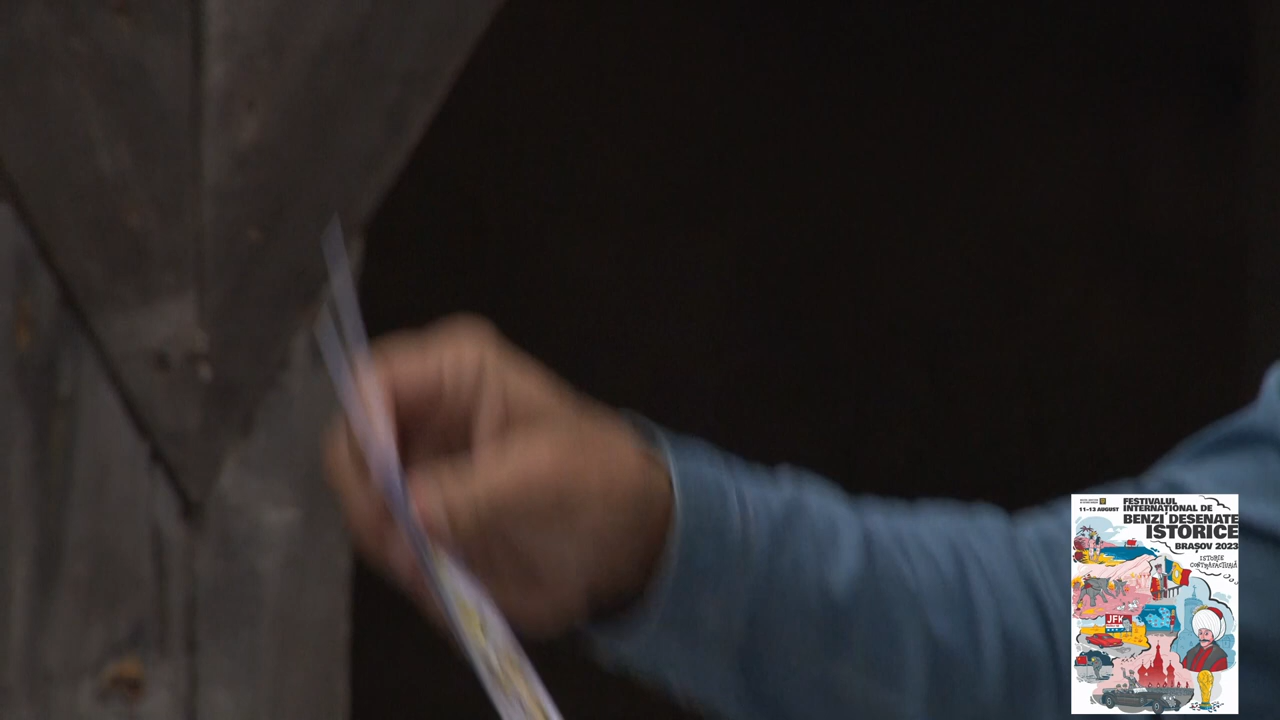 11-13 AUGUST
FESTIVALUL
INTERNAȚIONAL DE
BENZI DESENATE
ISTORICE
BRAȘOV 2023
ISTORIE
CONTRAFACTUALĂ
JFK